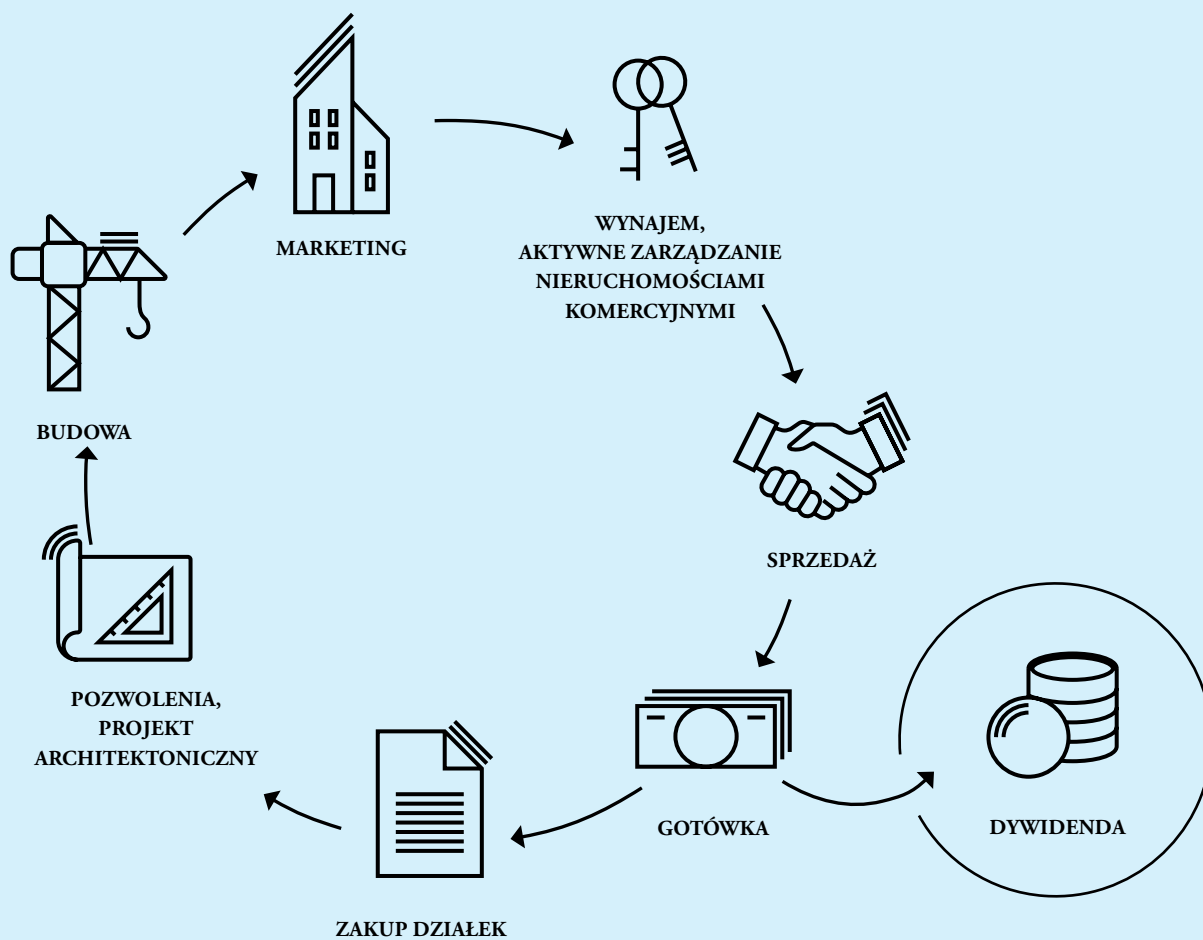 MARKETING
WYNAJEM,
AKTYWNE ZARZĄDZANIE
NIERUCHOMOŚCIAMI
KOMERCYJNYMI
BUDOWA
SPRZEDAŻ
POZWOLENIA,
PROJEKT
ARCHITEKTONICZNY
GOTÓWKA
DYWIDENDA
ZAKUP DZIAŁEK